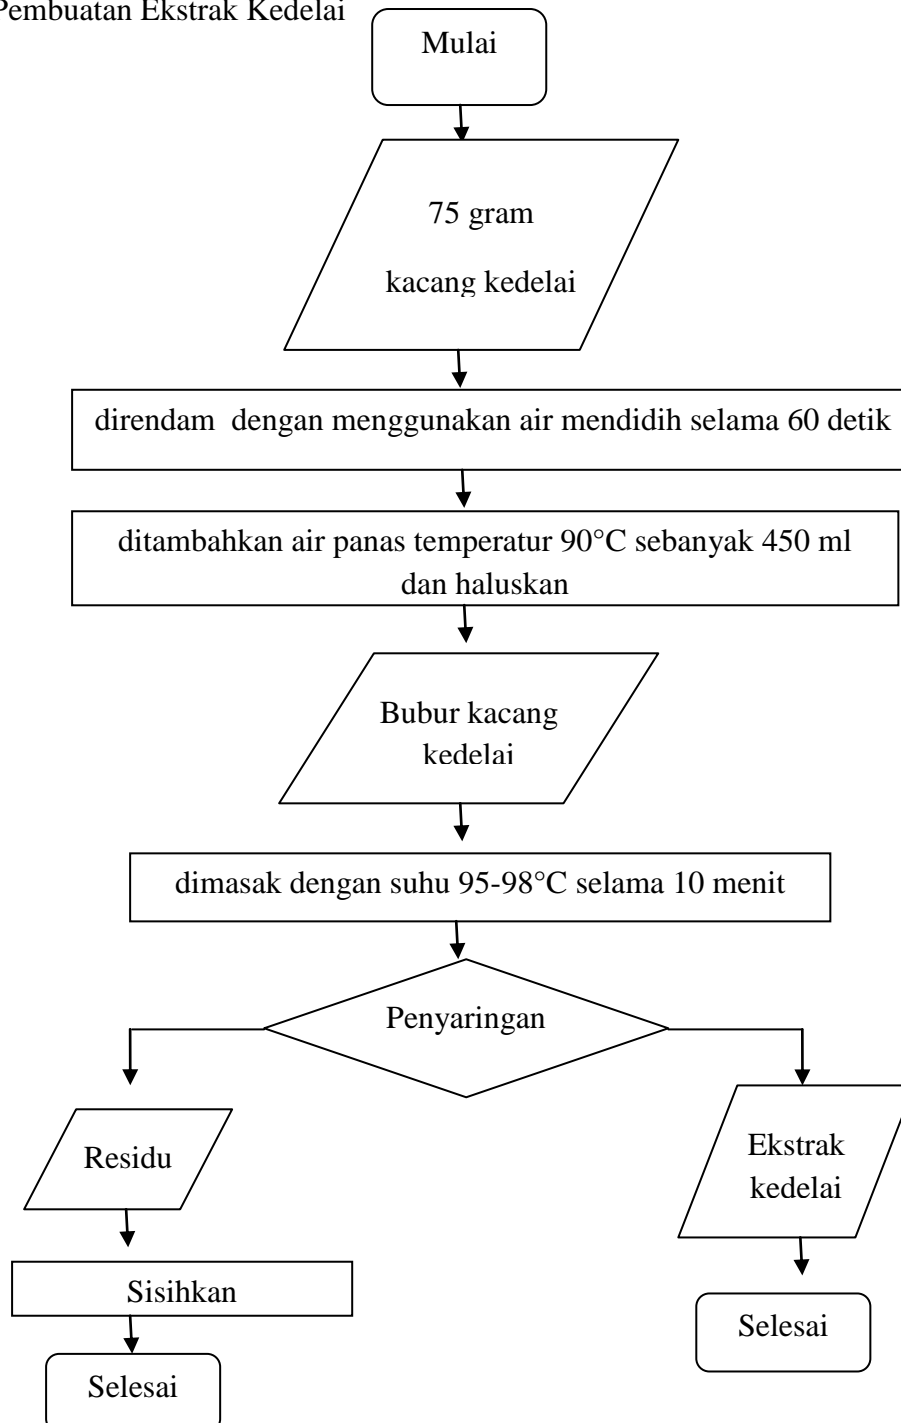 Pembuatan Ekstrak Kedelai
Mulai
75 gram
kacang kedelai
direndam dengan menggunakan air mendidih selama 60 detik
ditambahkan air panas temperatur 90°C sebanyak 450 ml
dan haluskan
Bubur kacang
kedelai
dimasak dengan suhu 95-98°C selama 10 menit
Penyaringan
Residu
Ekstrak
kedelai
Sisihkan
Selesai
Selesai